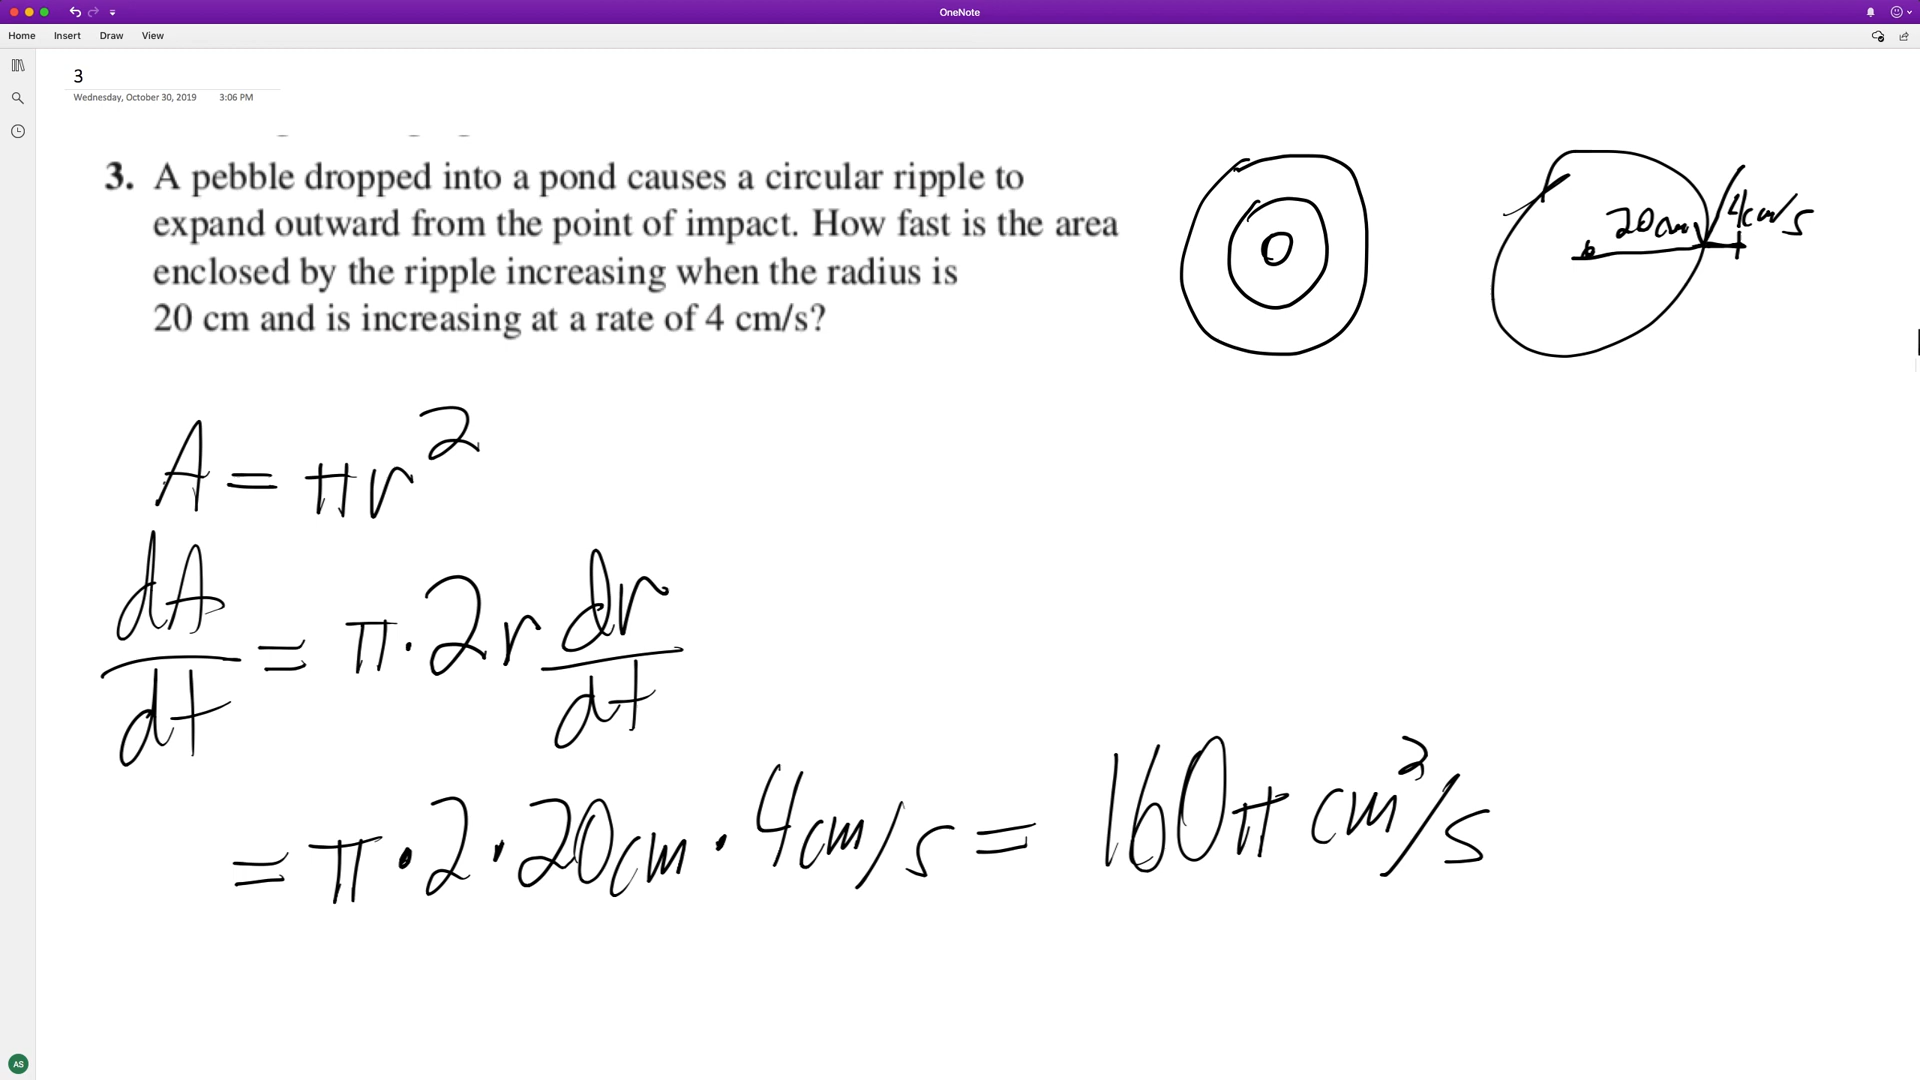 OneNote
Home Insert Draw View
3
Wednesday, October 30, 2019 3:06 PM
3. A pebble dropped into a pond causes a circular ripple to
expand outward from the point of impact. How fast is the area
enclosed by the ripple increasing when the radius is
20 cm and is increasing at a rate of 4 cm/s?
20cm 4cm/s
A = πr²
dA/dt = π·2r dr/dt
= π·2·20cm·4cm/s = 160π cm²/s
AS